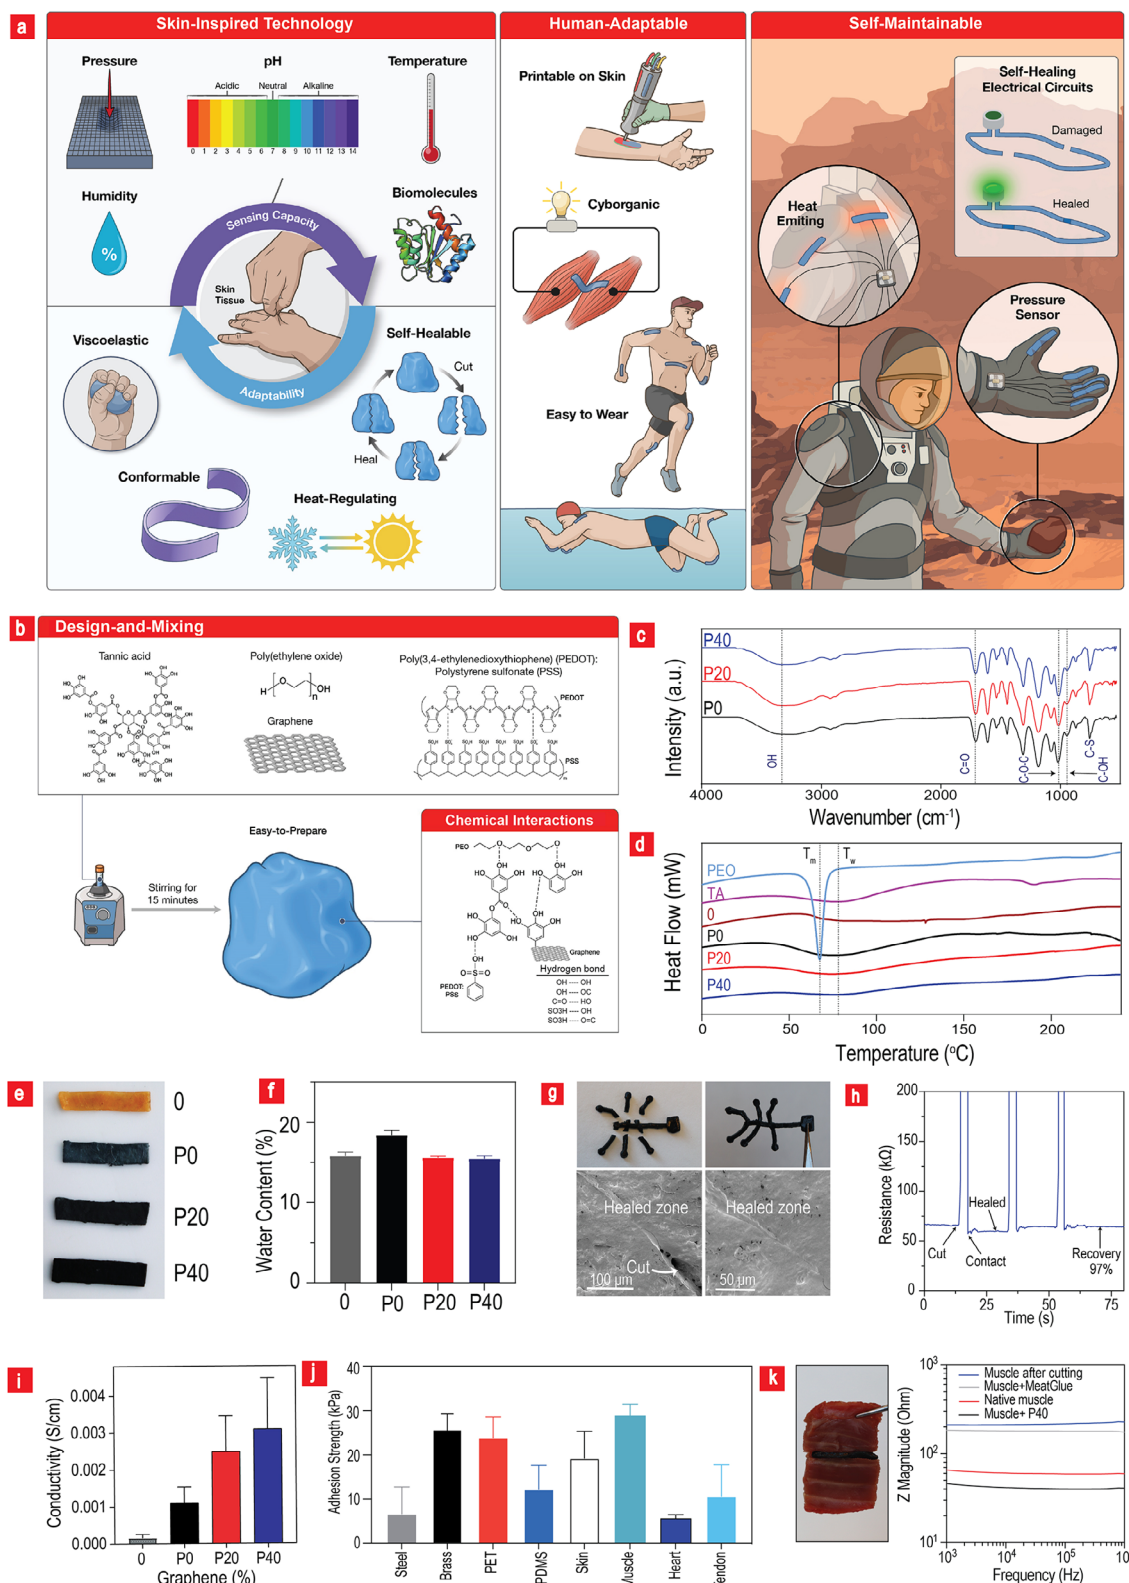 a
Skin-Inspired Technology
Human-Adaptable
Self-Maintainable
Pressure
pH
Temperature
Acidic
Neutral
Alkaline
0 1 2 3 4 5 6 7 8 9 10 11 12 13 14
Humidity
%
Biomolecules
Sensing Capacity
Skin
Tissue
Adaptability
Viscoelastic
Self-Healable
Cut
Heal
Conformable
Heat-Regulating
Printable on Skin
Cyborganic
Easy to Wear
Self-Healing
Electrical Circuits
Damaged
Healed
Heat
Emiting
Pressure
Sensor
b
Design-and-Mixing
Tannic acid
Poly(ethylene oxide)
Graphene
Poly(3,4-ethylenedioxythiophene) (PEDOT):
Polystyrene sulfonate (PSS)
PEDOT
PSS
Easy-to-Prepare
Stirring for
15 minutes
Chemical Interactions
PEO
Graphene
PEDOT:
PSS
Hydrogen bond
OH ---- OH
OH ---- OC
C=O ---- HO
SO3H ---- OH
SO3H ---- O=C
c
P40
P20
P0
Intensity (a.u.)
OH
C=O
C-O-C
C-S
C-OH
4000 3000 2000 1000
Wavenumber (cm-1)
d
Tm
Tw
PEO
TA
0
P0
P20
P40
Heat Flow (mW)
0 50 100 150 200
Temperature (oC)
e
0
P0
P20
P40
f
Water Content (%)
20
10
0
0 P0 P20 P40
g
Healed zone
Cut
100 µm
Healed zone
50 µm
h
Resistance (kΩ)
200
150
100
50
0
Cut
Healed
Contact
Recovery
97%
0 25 50 75
Time (s)
i
Conductivity (S/cm)
0.004
0.003
0.002
0.001
0.000
0 P0 P20 P40
Graphene (%)
j
Adhesion Strength (kPa)
40
30
20
10
0
Steel
Brass
PET
PDMS
Skin
Muscle
Heart
Tendon
k
Z Magnitude (Ohm)
103
102
101
Muscle after cutting
Muscle+MeatGlue
Native muscle
Muscle+ P40
103 104 105 10
Frequency (Hz)